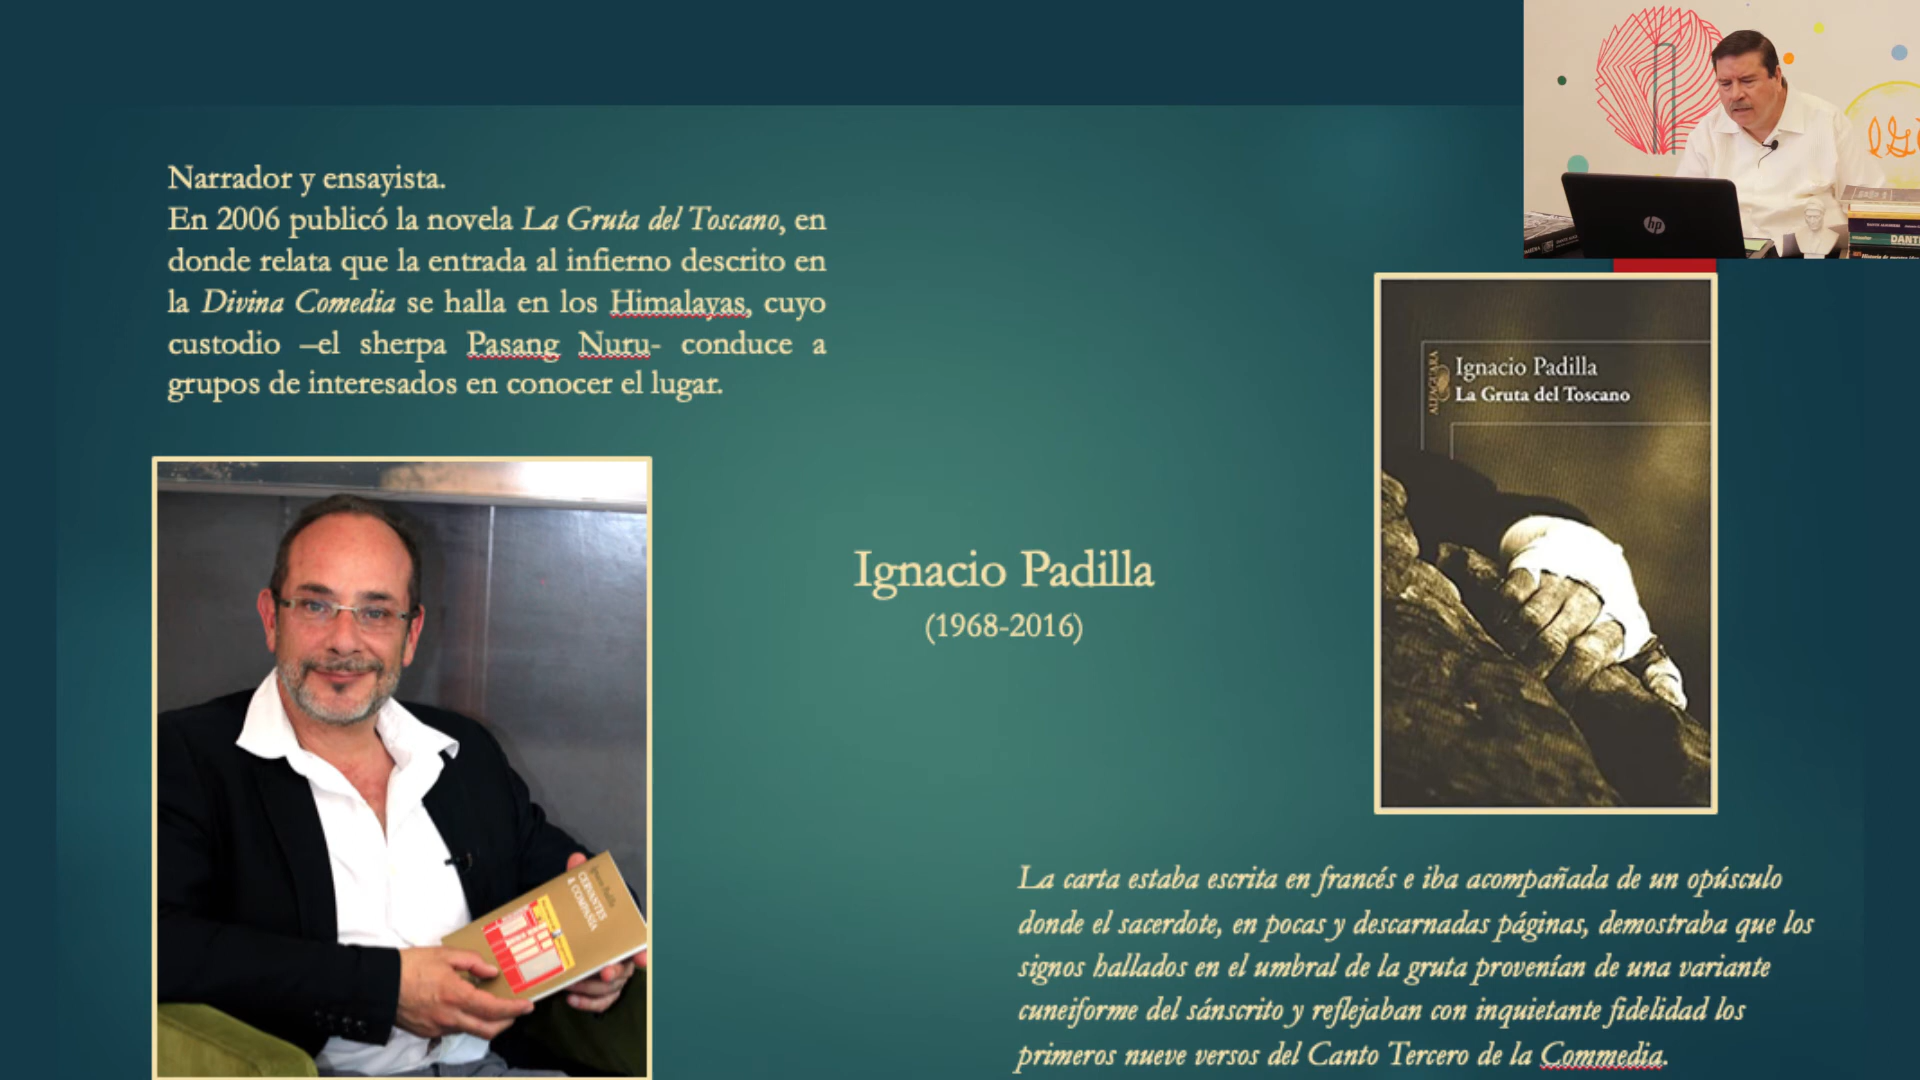 Narrador y ensayista.
En 2006 publicó la novela La Gruta del Toscano, en
donde relata que la entrada al infierno descrito en
la Divina Comedia se halla en los Himalayas, cuyo
custodio –el sherpa Pasang Nuru- conduce a
grupos de interesados en conocer el lugar.
hp
DANTE
ALFAGUARA
Ignacio Padilla
La Gruta del Toscano
Ignacio Padilla
(1968-2016)
Ignacio Padilla
CERVANTES
& COMPAÑÍA
La carta estaba escrita en francés e iba acompañada de un opúsculo
donde el sacerdote, en pocas y descarnadas páginas, demostraba que los
signos hallados en el umbral de la gruta provenían de una variante
cuneiforme del sánscrito y reflejaban con inquietante fidelidad los
primeros nueve versos del Canto Tercero de la Commedia.